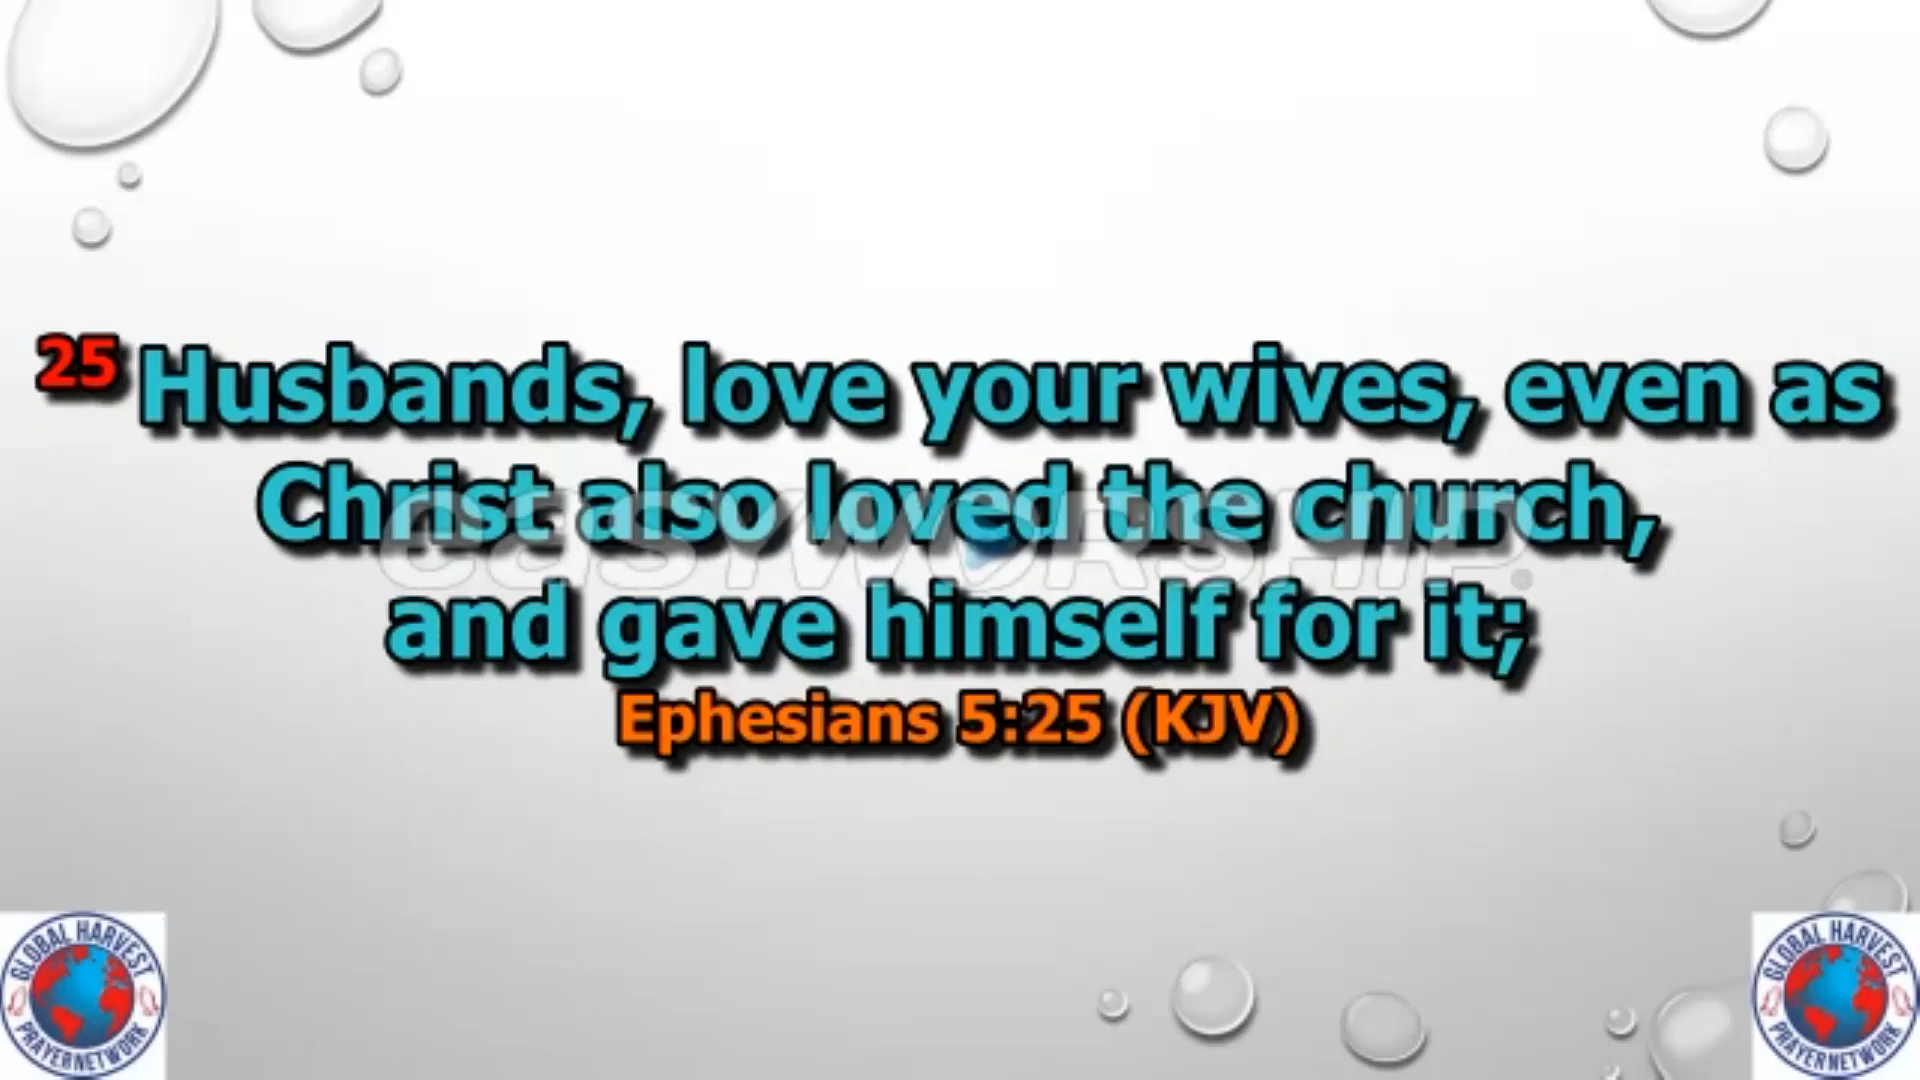 25 Husbands, love your wives, even as
Christ also loved the church,
and gave himself for it;
Ephesians 5:25 (KJV)
easyworship
GLOBAL HARVEST
PRAYERNETWORK
GLOBAL HARVEST
PRAYERNETWORK